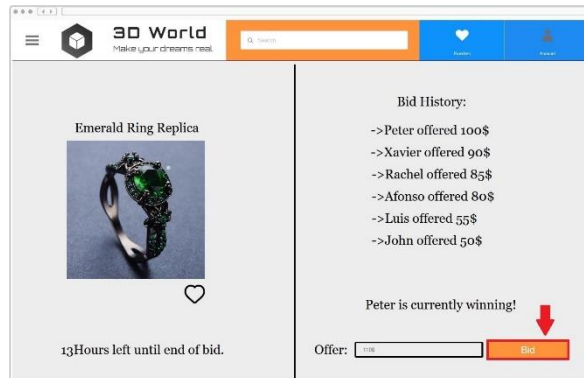 3D World
Make your dreams real
Search
Emerald Ring Replica
13Hours left until end of bid.
Bid History:
->Peter offered 100$
->Xavier offered 90$
->Rachel offered 85$
->Afonso offered 80$
->Luis offered 55$
->John offered 50$
Peter is currently winning!
Offer: 110$
Bid